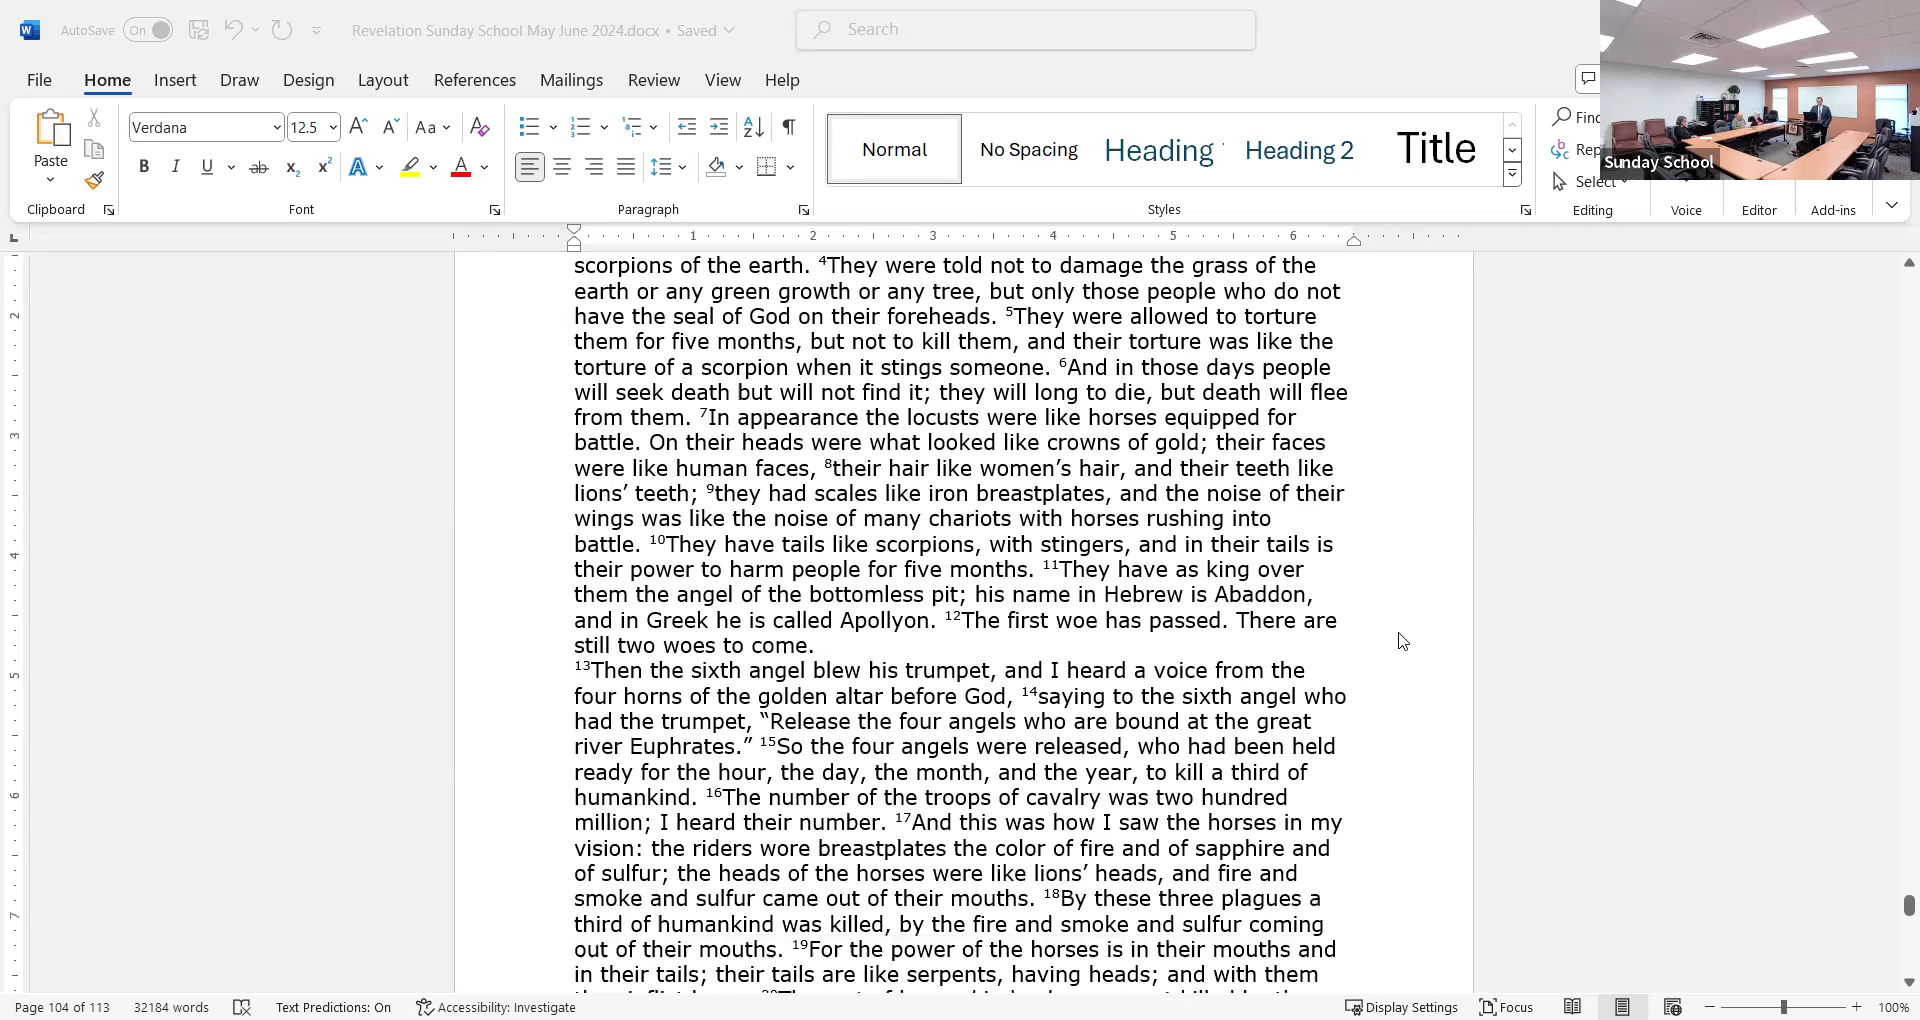 AutoSave On Revelation Sunday School May June 2024.docx • Saved Search
File Home Insert Draw Design Layout References Mailings Review View Help
Verdana 12.5 Aa
Paste
Normal No Spacing Heading Heading 2 Title
Select
Sunday School
Clipboard Font Paragraph Styles Editing Voice Editor Add-ins
1 2 3 4 5 6
scorpions of the earth. ⁴They were told not to damage the grass of the
earth or any green growth or any tree, but only those people who do not
have the seal of God on their foreheads. ⁵They were allowed to torture
them for five months, but not to kill them, and their torture was like the
torture of a scorpion when it stings someone. ⁶And in those days people
will seek death but will not find it; they will long to die, but death will flee
from them. ⁷In appearance the locusts were like horses equipped for
battle. On their heads were what looked like crowns of gold; their faces
were like human faces, ⁸their hair like women’s hair, and their teeth like
lions’ teeth; ⁹they had scales like iron breastplates, and the noise of their
wings was like the noise of many chariots with horses rushing into
battle. ¹⁰They have tails like scorpions, with stingers, and in their tails is
their power to harm people for five months. ¹¹They have as king over
them the angel of the bottomless pit; his name in Hebrew is Abaddon,
and in Greek he is called Apollyon. ¹²The first woe has passed. There are
still two woes to come.
¹³Then the sixth angel blew his trumpet, and I heard a voice from the
four horns of the golden altar before God, ¹⁴saying to the sixth angel who
had the trumpet, “Release the four angels who are bound at the great
river Euphrates.” ¹⁵So the four angels were released, who had been held
ready for the hour, the day, the month, and the year, to kill a third of
humankind. ¹⁶The number of the troops of cavalry was two hundred
million; I heard their number. ¹⁷And this was how I saw the horses in my
vision: the riders wore breastplates the color of fire and of sapphire and
of sulfur; the heads of the horses were like lions’ heads, and fire and
smoke and sulfur came out of their mouths. ¹⁸By these three plagues a
third of humankind was killed, by the fire and smoke and sulfur coming
out of their mouths. ¹⁹For the power of the horses is in their mouths and
in their tails; their tails are like serpents, having heads; and with them
Page 104 of 113 32184 words Text Predictions: On Accessibility: Investigate Display Settings Focus 100%